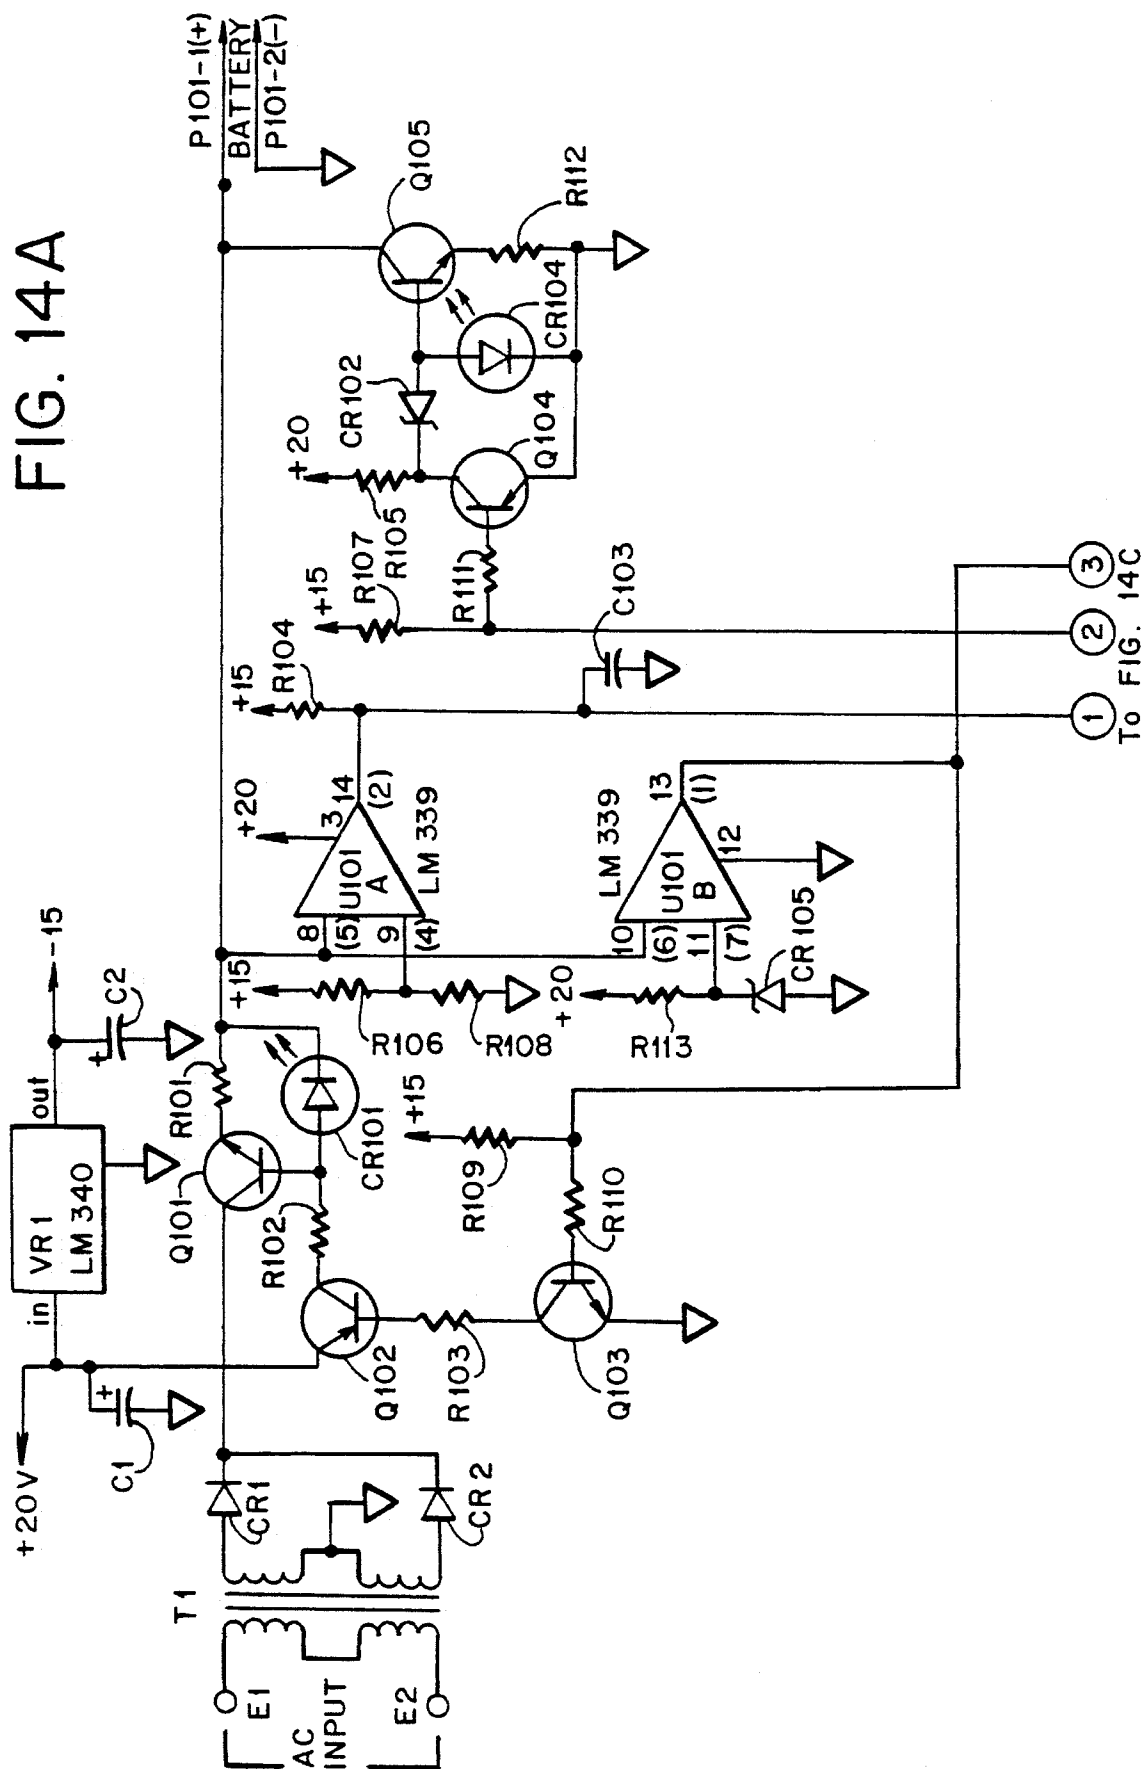 FIG. 14A
+20V
C1
+
in
VR1
LM 340
out
+
C2
-15
T1
AC
INPUT
E1
E2
CR1
CR2
Q101
R101
R102
CR101
Q102
R103
Q103
R109
+15
R110
+15
R106
R108
8
(5)
9
(4)
U101
A
3
14
(2)
+20
LM 339
+20
R113
CR105
10
(6)
11
(7)
U101
B
12
13
(1)
LM 339
+15
R104
C103
+15
R107
R111
+20
R105
CR102
Q104
CR104
Q105
R112
P101-1(+)
BATTERY
P101-2(-)
1
2
3
To FIG. 14C